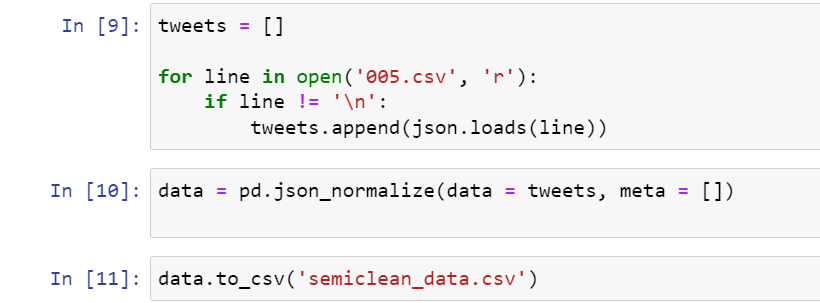 In [9]: tweets = []
for line in open('005.csv', 'r'):
    if line != '\n':
        tweets.append(json.loads(line))
In [10]: data = pd.json_normalize(data = tweets, meta = [])
In [11]: data.to_csv('semiclean_data.csv')